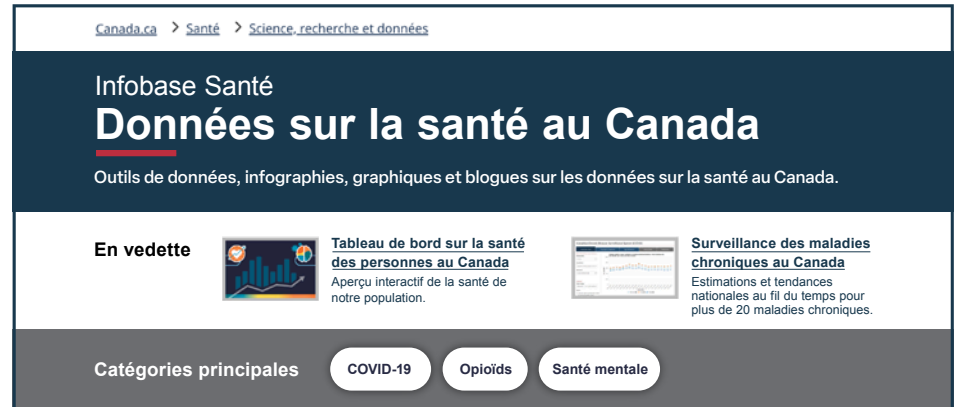 Canada.ca > Santé > Science, recherche et données
Infobase Santé
Données sur la santé au Canada
Outils de données, infographies, graphiques et blogues sur les données sur la santé au Canada.
En vedette
Tableau de bord sur la santé
des personnes au Canada
Aperçu interactif de la santé de
notre population.
Surveillance des maladies
chroniques au Canada
Estimations et tendances
nationales au fil du temps pour
plus de 20 maladies chroniques.
Catégories principales
COVID-19
Opioïds
Santé mentale